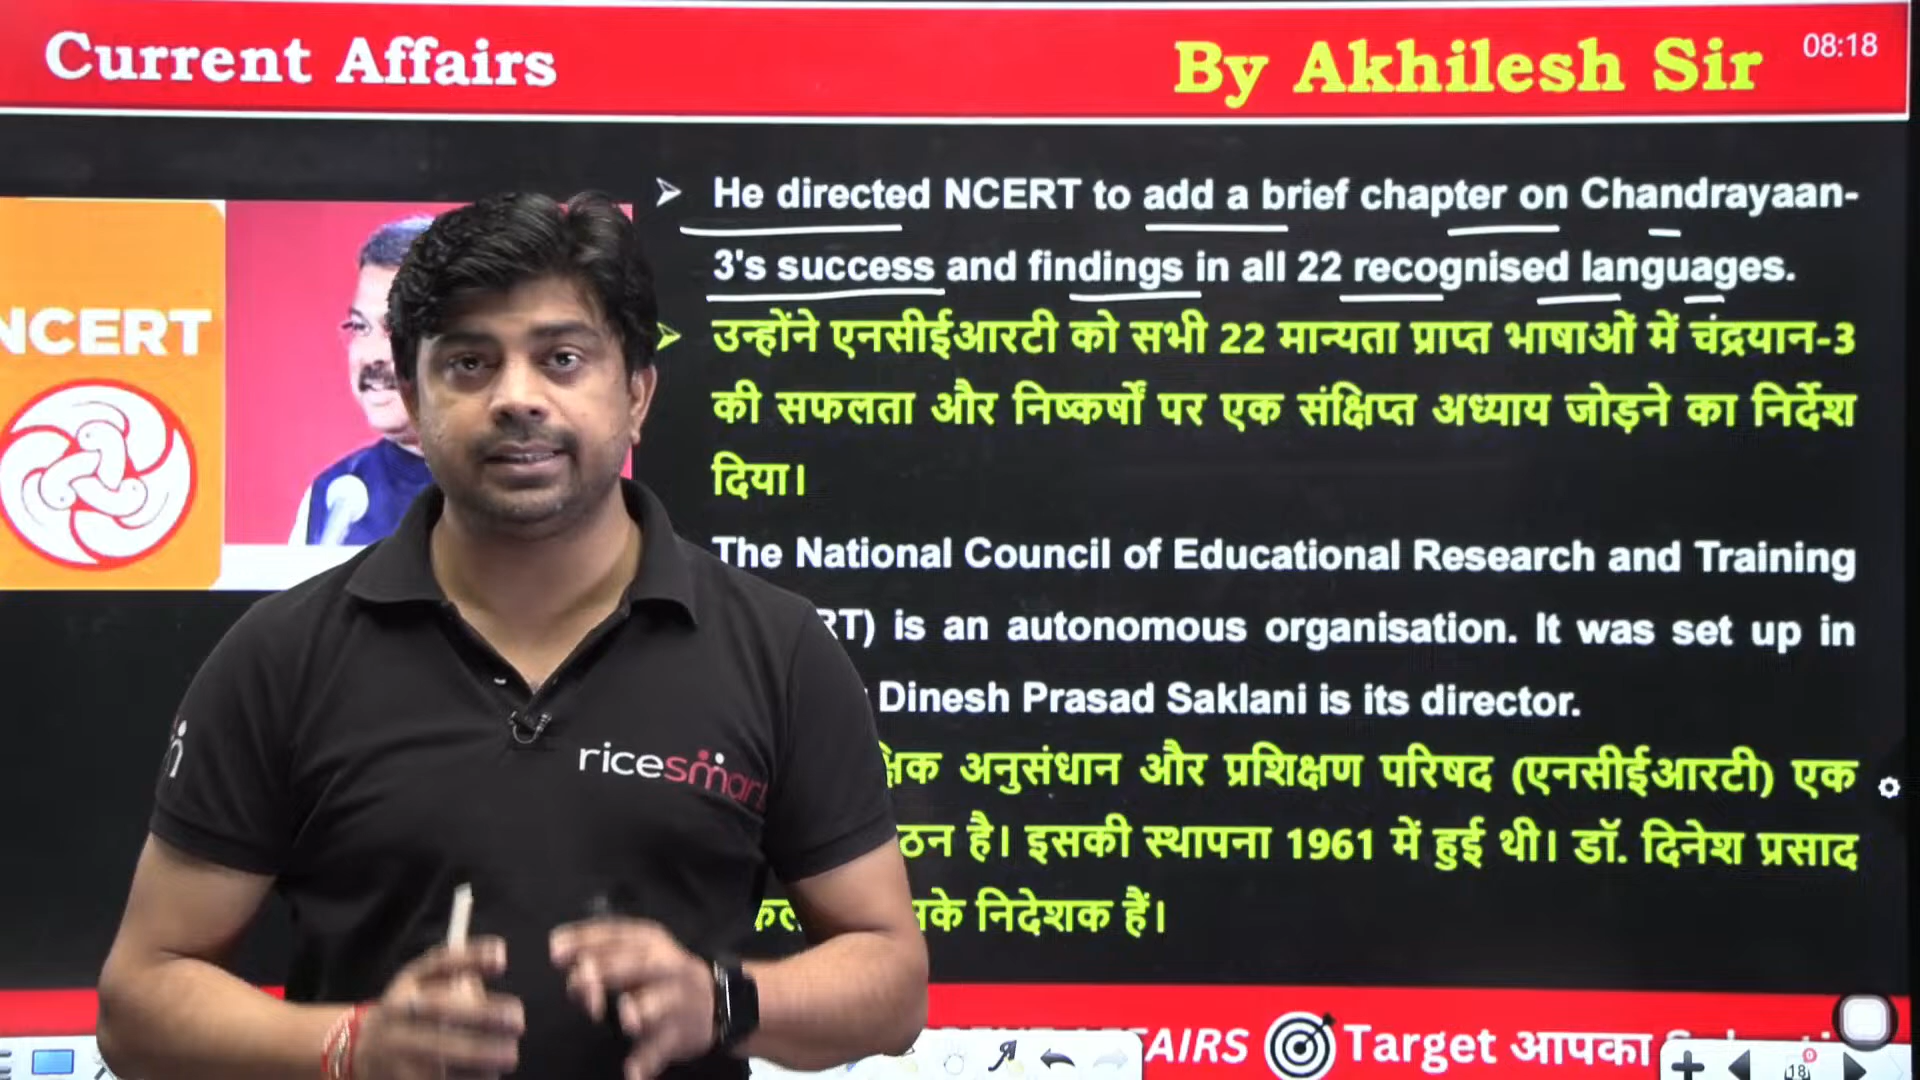 Current Affairs
By Akhilesh Sir
08:18
He directed NCERT to add a brief chapter on Chandrayaan-
3's success and findings in all 22 recognised languages.
उन्होंने एनसीईआरटी को सभी 22 मान्यता प्राप्त भाषाओं में चंद्रयान-3
की सफलता और निष्कर्षों पर एक संक्षिप्त अध्याय जोड़ने का निर्देश
दिया।
The National Council of Educational Research and Training
RT) is an autonomous organisation. It was set up in
Dinesh Prasad Saklani is its director.
अनुसंधान और प्रशिक्षण परिषद (एनसीईआरटी) एक
है। इसकी स्थापना 1961 में हुई थी। डॉ. दिनेश प्रसाद
निदेशक हैं।
NCERT
ricesmart
AIRS
Target आपका
18